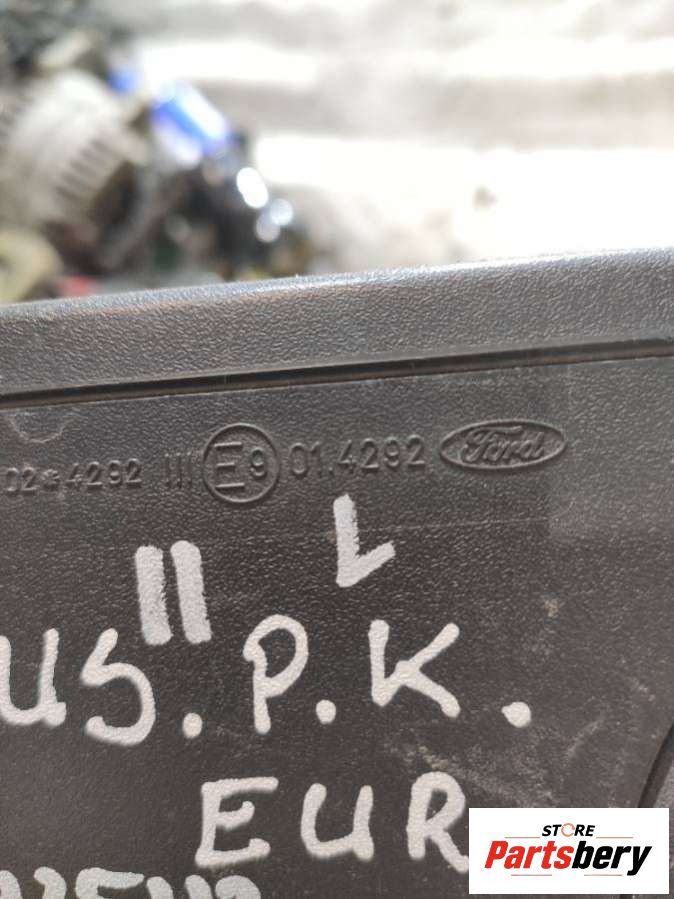 02*4292 III E9 01.4292 Ford
II L
US.P.K.
EUR
STORE
Partsbery